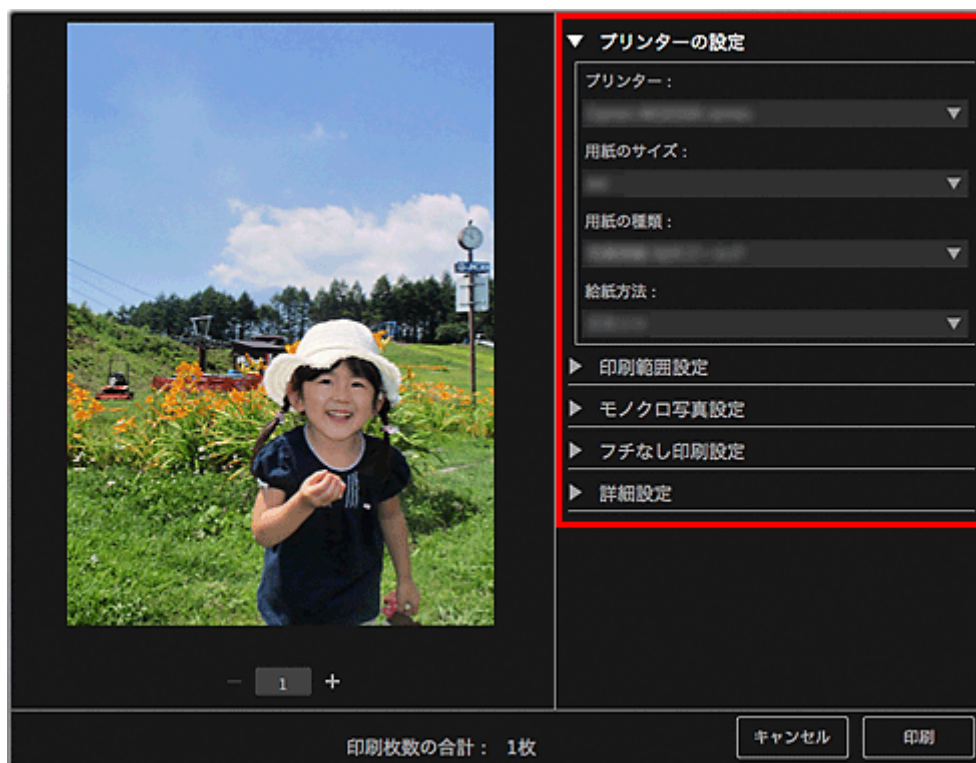 プリンターの設定
プリンター：
用紙のサイズ：
用紙の種類：
給紙方法：
印刷範囲設定
モノクロ写真設定
フチなし印刷設定
詳細設定
1
印刷枚数の合計： 1枚
キャンセル
印刷